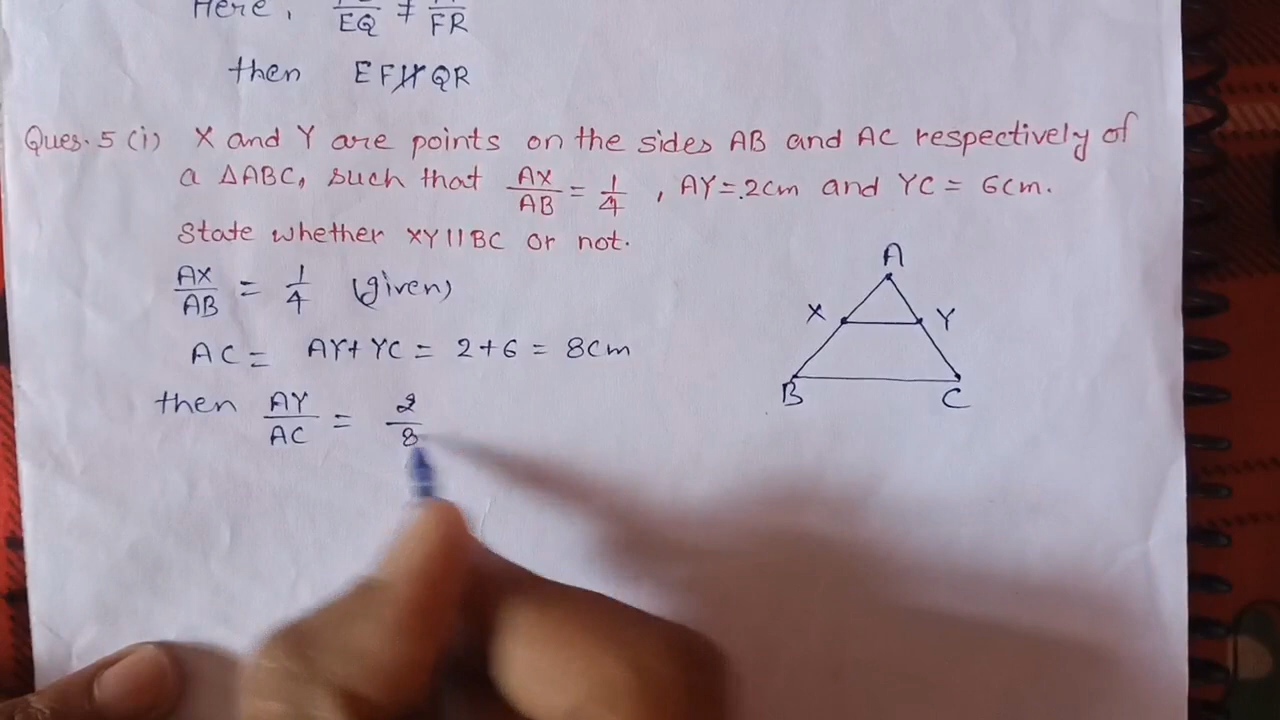 Here, EQ ≠ FR
then EF∦QR
Ques. 5 (i) X and Y are points on the sides AB and AC respectively of
a ΔABC, such that AX/AB = 1/4, AY=.2cm and YC = 6cm.
State whether XY||BC or not.
AX/AB = 1/4 (given)
AC = AY+YC = 2+6 = 8cm
then AY/AC = 2/8
A
X Y
B C